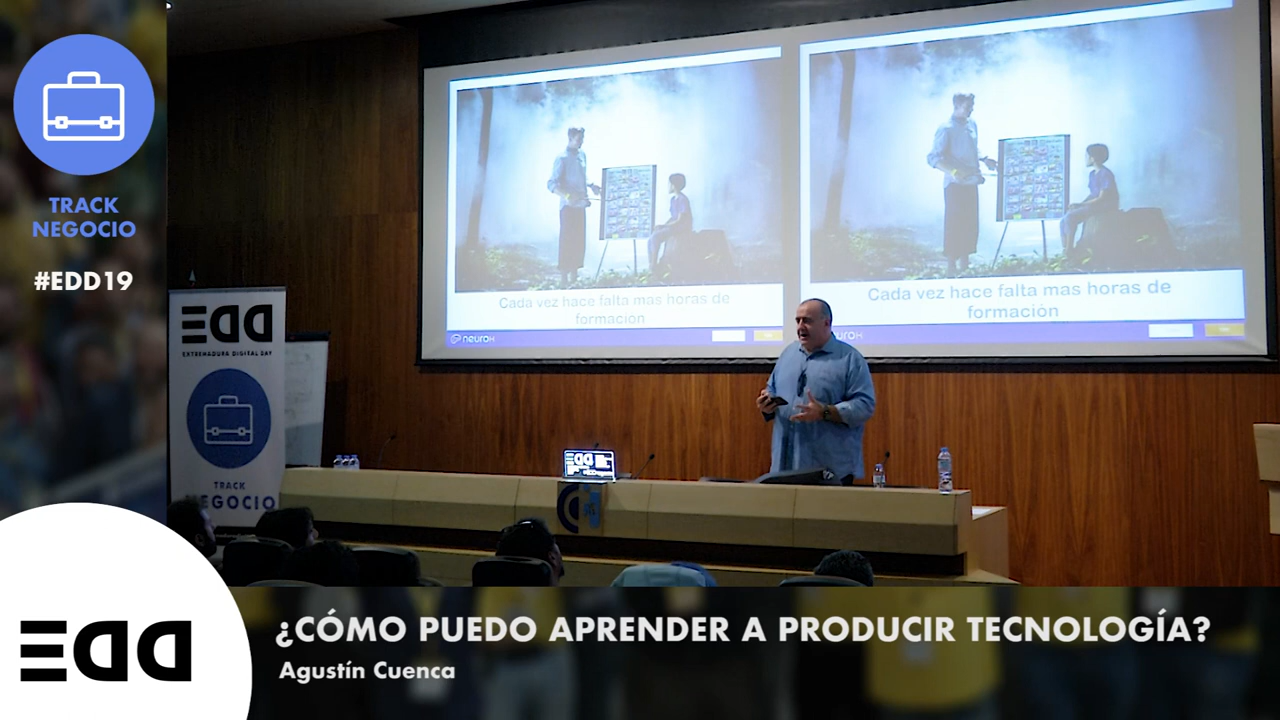 TRACK
NEGOCIO
#EDD19
EDD
EXTREMADURA DIGITAL DAY
TRACK
NEGOCIO
Cada vez hace falta mas horas de
formación
neurok
Cada vez hace falta mas horas de
formación
EDD
EDD
¿CÓMO PUEDO APRENDER A PRODUCIR TECNOLOGÍA?
Agustín Cuenca